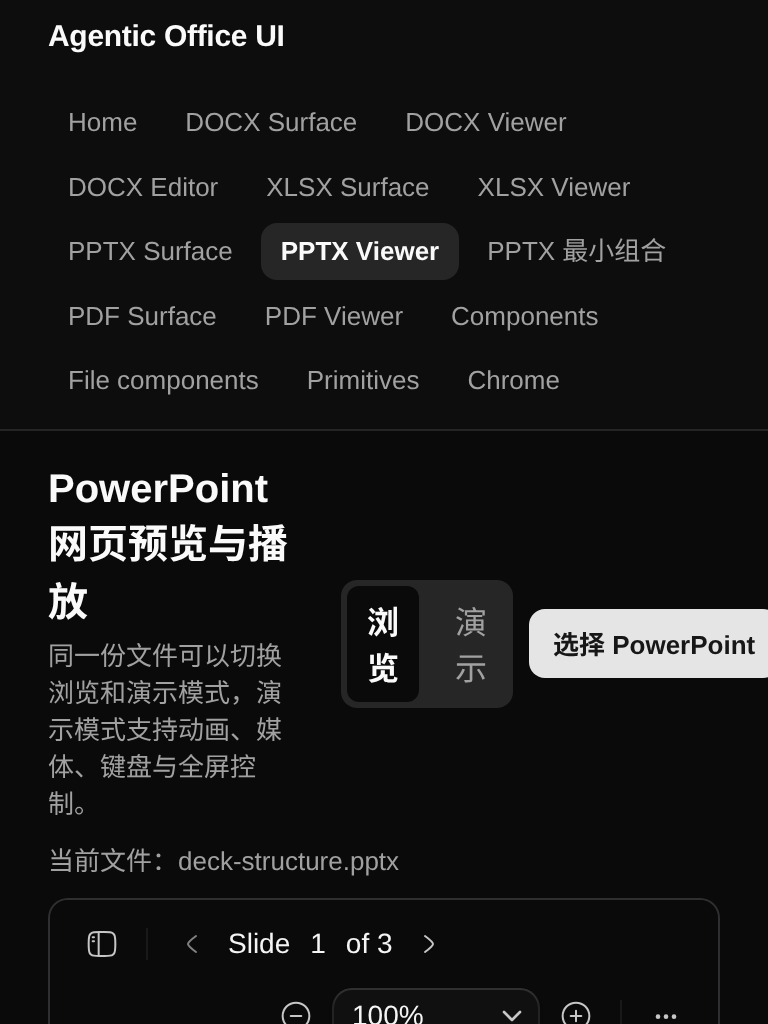 Agentic Office UI
Home DOCX Surface DOCX Viewer
DOCX Editor XLSX Surface XLSX Viewer
PPTX Surface PPTX Viewer PPTX 最小组合
PDF Surface PDF Viewer Components
File components Primitives Chrome
PowerPoint
网页预览与播
放
同一份文件可以切换
浏览和演示模式，演
示模式支持动画、媒
体、键盘与全屏控
制。
浏
览
演
示
选择 PowerPoint
当前文件：deck-structure.pptx
Slide 1 of 3
100%